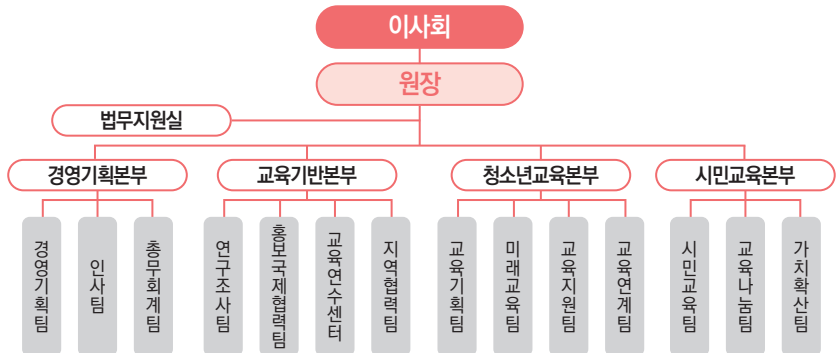 이사회
원장
법무지원실
경영기획본부
교육기반본부
청소년교육본부
시민교육본부
경영기획팀
인사팀
총무회계팀
연구조사팀
홍보국제협력팀
교육연수센터
지역협력팀
교육기획팀
미래교육팀
교육지원팀
교육연계팀
시민교육팀
교육나눔팀
가치확산팀